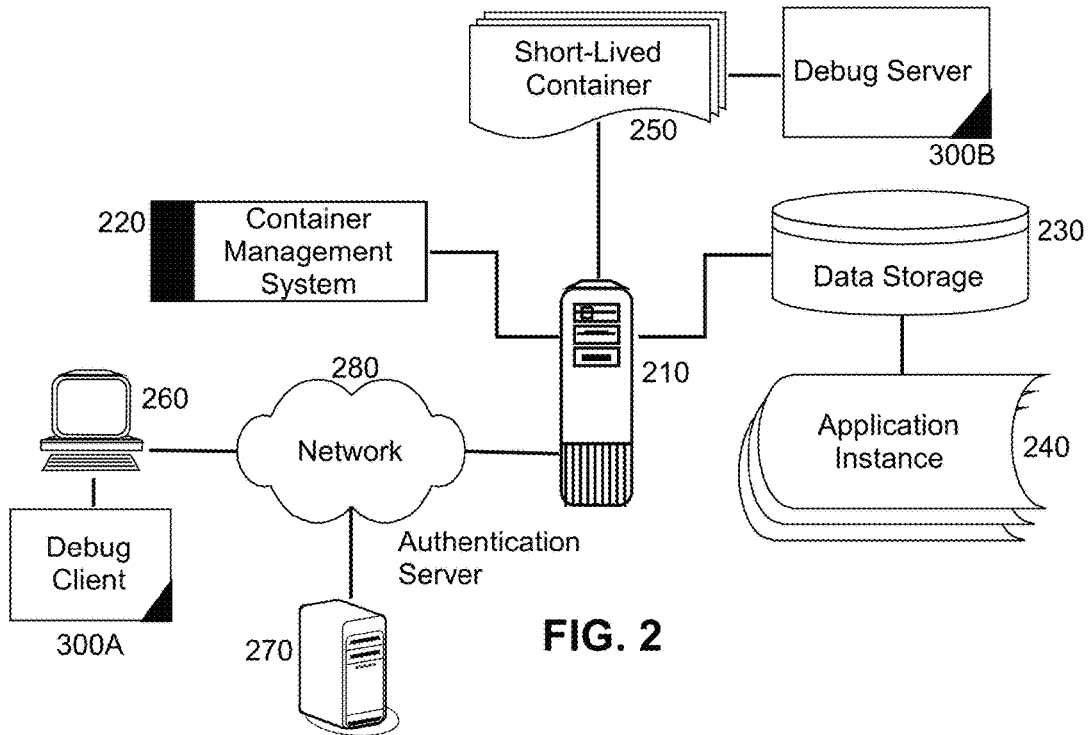 Short-Lived
Container
250
Debug Server
300B
220
Container
Management
System
230
Data Storage
210
260
280
Network
Application
Instance
240
Debug
Client
300A
Authentication
Server
270
FIG. 2